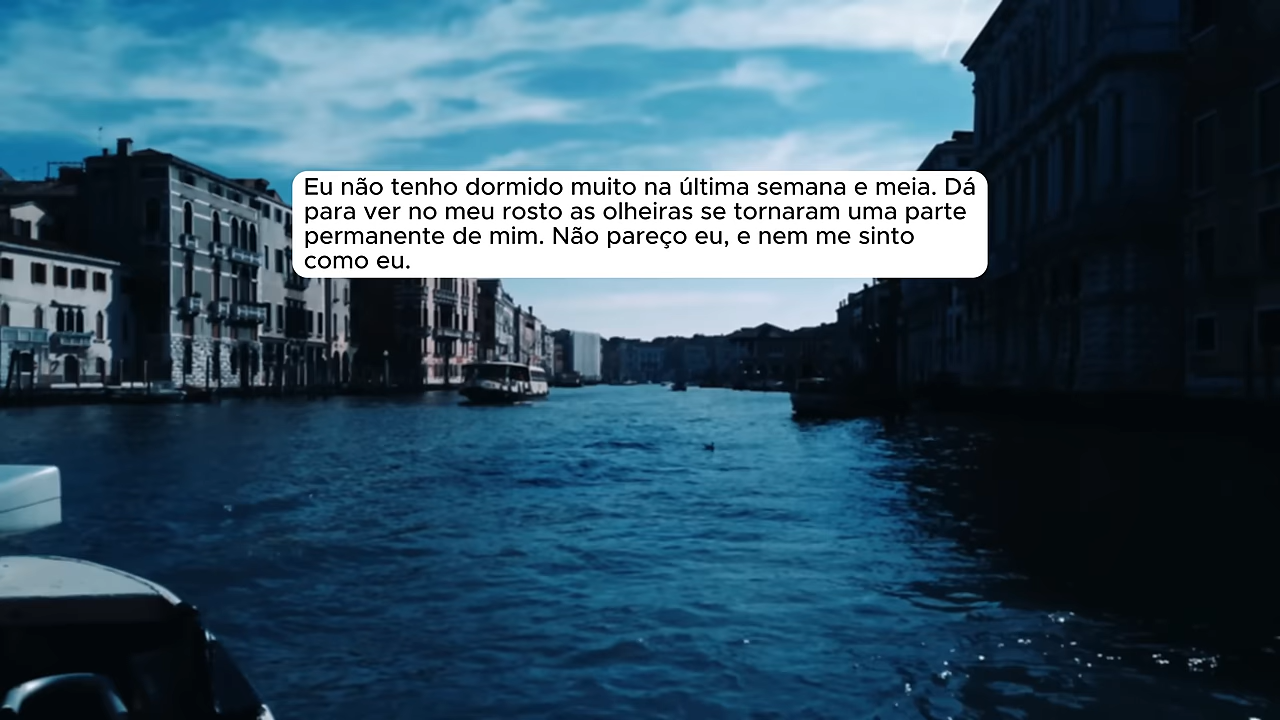 Eu não tenho dormido muito na última semana e meia. Dá
para ver no meu rosto as olheiras se tornaram uma parte
permanente de mim. Não pareço eu, e nem me sinto
como eu.